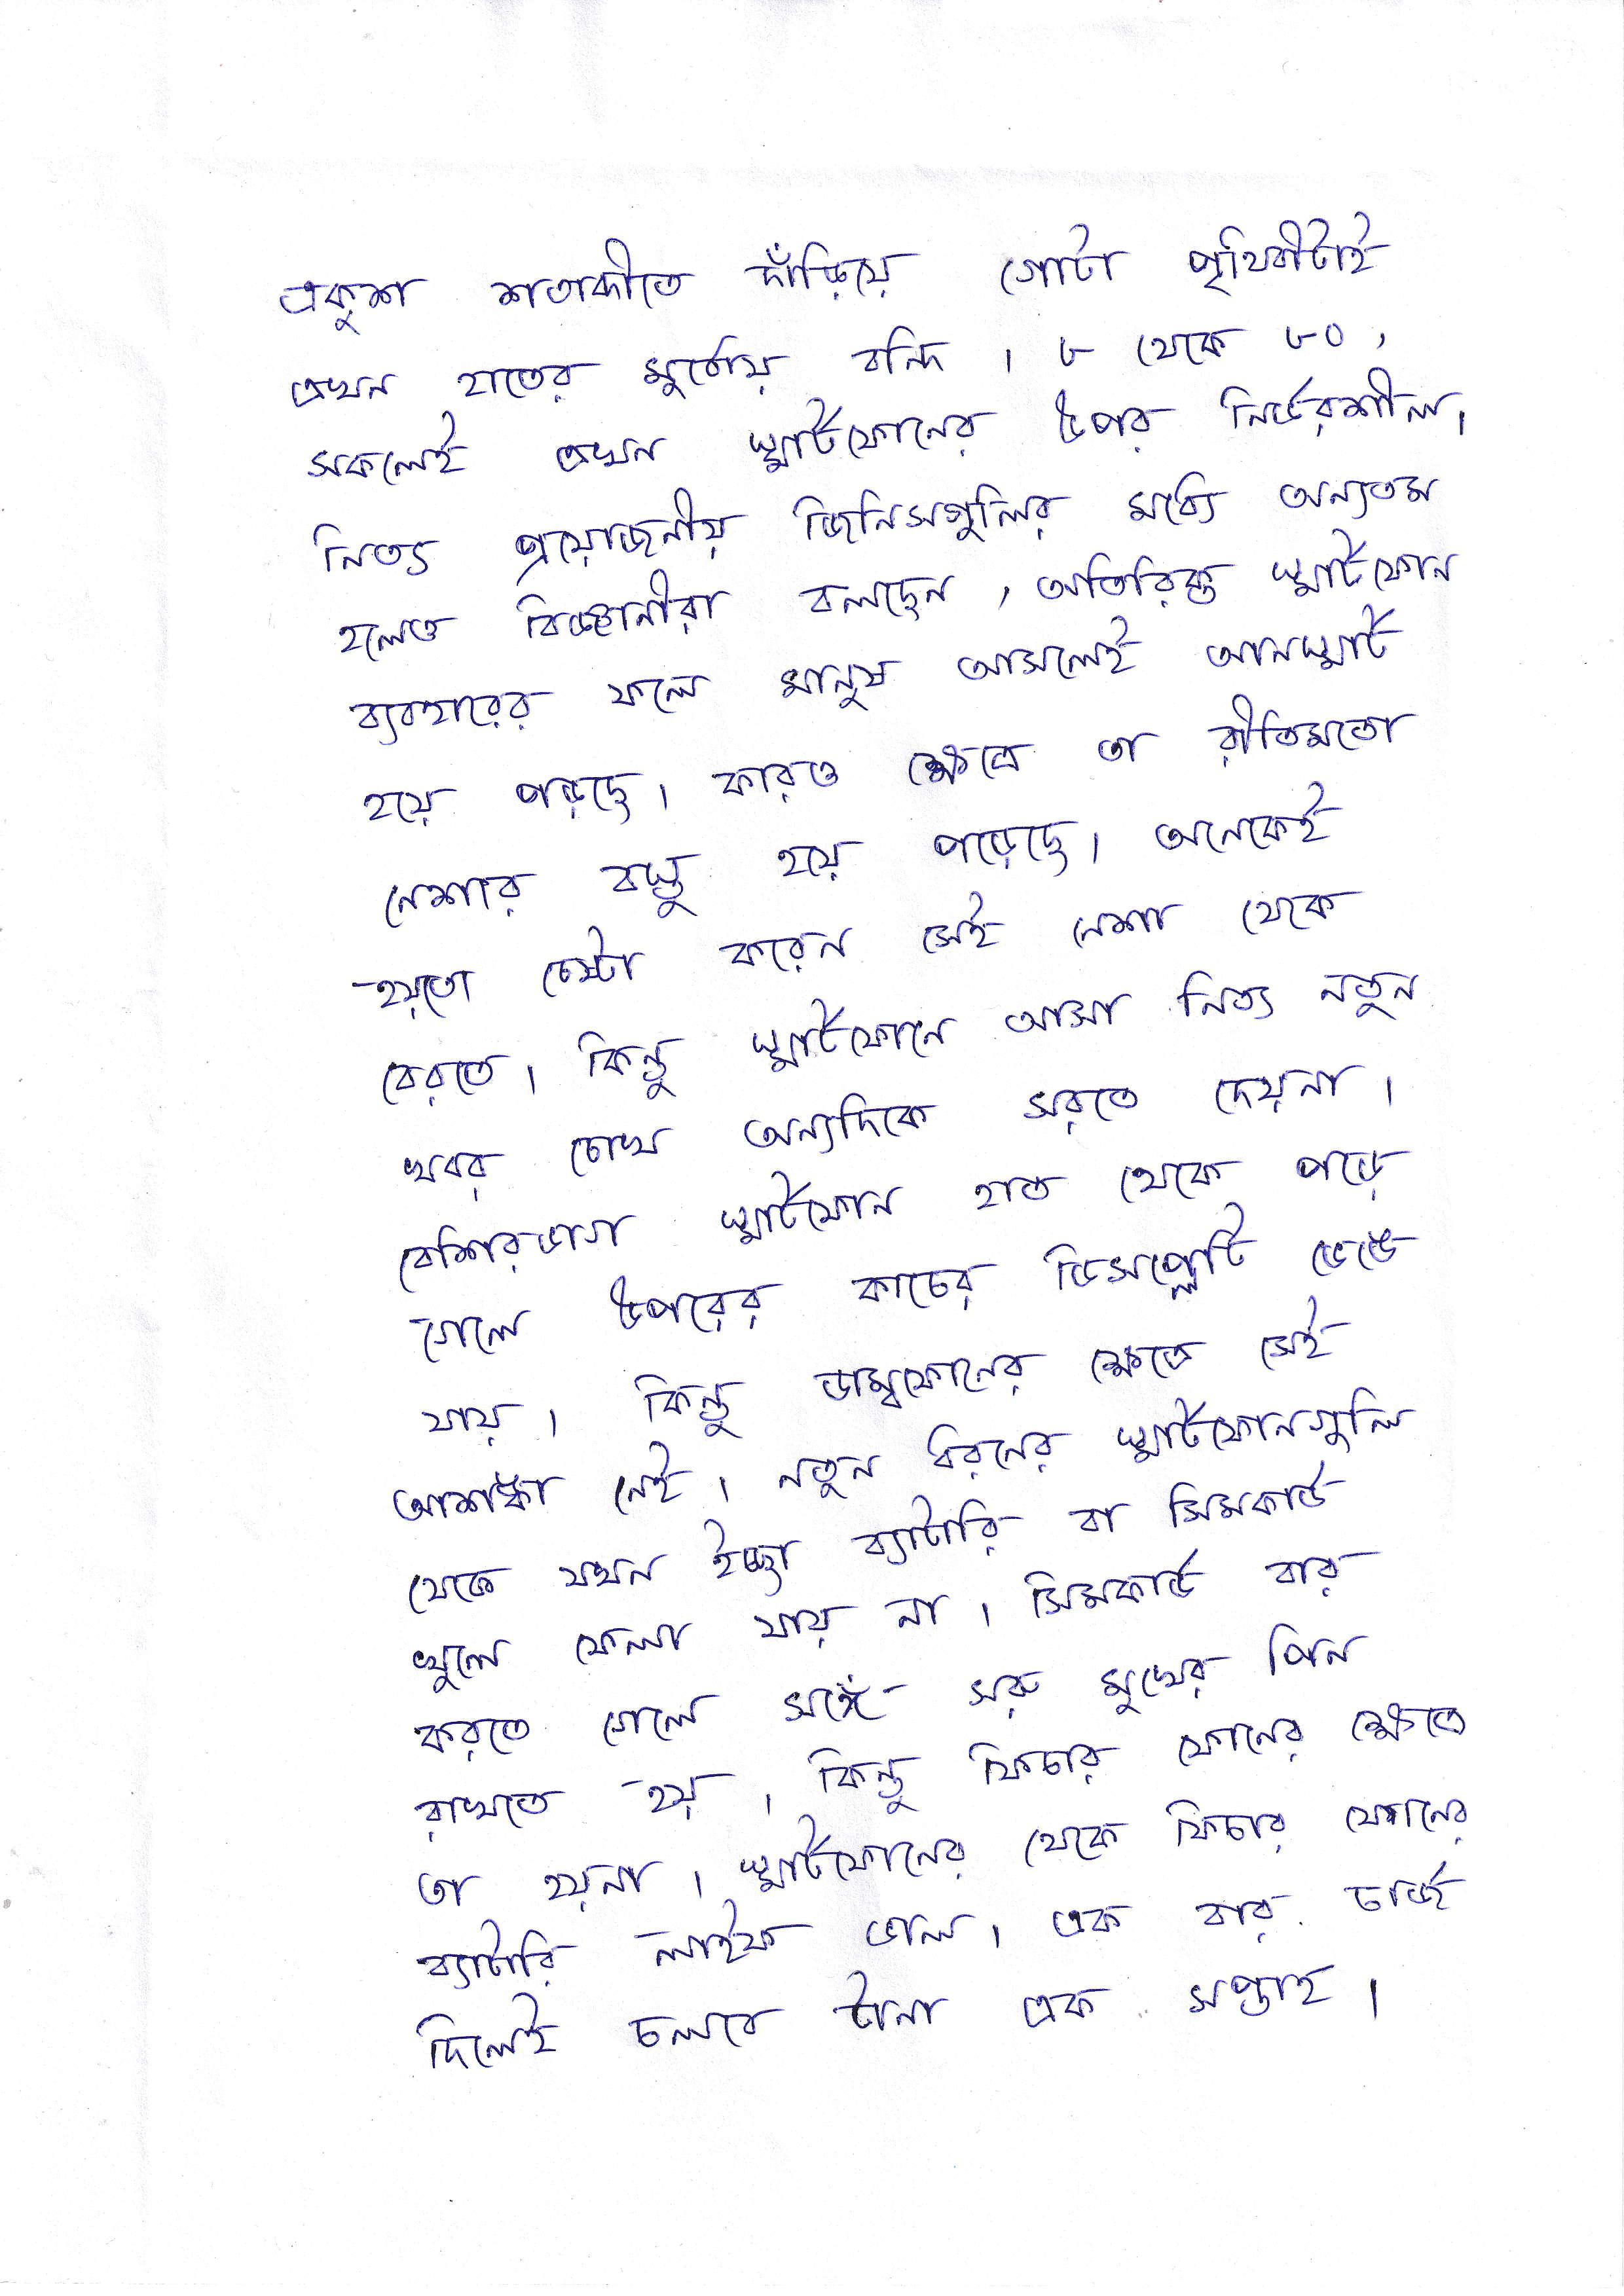 একুশ শতাব্দীতে দাঁড়িয়ে গোটা পৃথিবীটাই
এখন হাতের মুঠোয় বন্দি। ৮ থেকে ৮০,
সকলেই এখন স্মার্টফোনের উপর নির্ভরশীল।
নিত্য প্রয়োজনীয় জিনিসগুলির মধ্যে অন্যতম
হলেও বিজ্ঞানীরা বলছেন, অতিরিক্ত স্মার্টফোন
ব্যবহারের ফলে মানুষ আসলেই আনস্মার্ট
হয়ে পড়ছে। কারও ক্ষেত্রে তা রীতিমতো
নেশার বস্তু হয়ে পড়েছে। অনেকেই
হয়তো চেষ্টা করেন সেই নেশা থেকে
বেরতে। কিন্তু স্মার্টফোনে আসা নিত্য নতুন
খবর চোখ অন্যদিকে সরতে দেয়না।
বেশিরভাগ স্মার্টফোন হাত থেকে পড়ে
গেলে উপরের কাচের ডিসপ্লেটি ভেঙে
যায়। কিন্তু ডাম্বফোনের ক্ষেত্রে সেই
আশঙ্কা নেই। নতুন ধরনের স্মার্টফোনগুলি
থেকে যখন ইচ্ছা ব্যাটারি বা সিমকার্ড
খুলে ফেলা যায় না। সিমকার্ড বার
করতে গেলে সঙ্গে সরু মুখের পিন
রাখতে হয়। কিন্তু ফিচার ফোনের ক্ষেত্রে
তা হয়না। স্মার্টফোনের থেকে ফিচার ফোনের
ব্যাটারি লাইফ ভাল। এক বার চার্জ
দিলেই চলবে টানা এক সপ্তাহ।